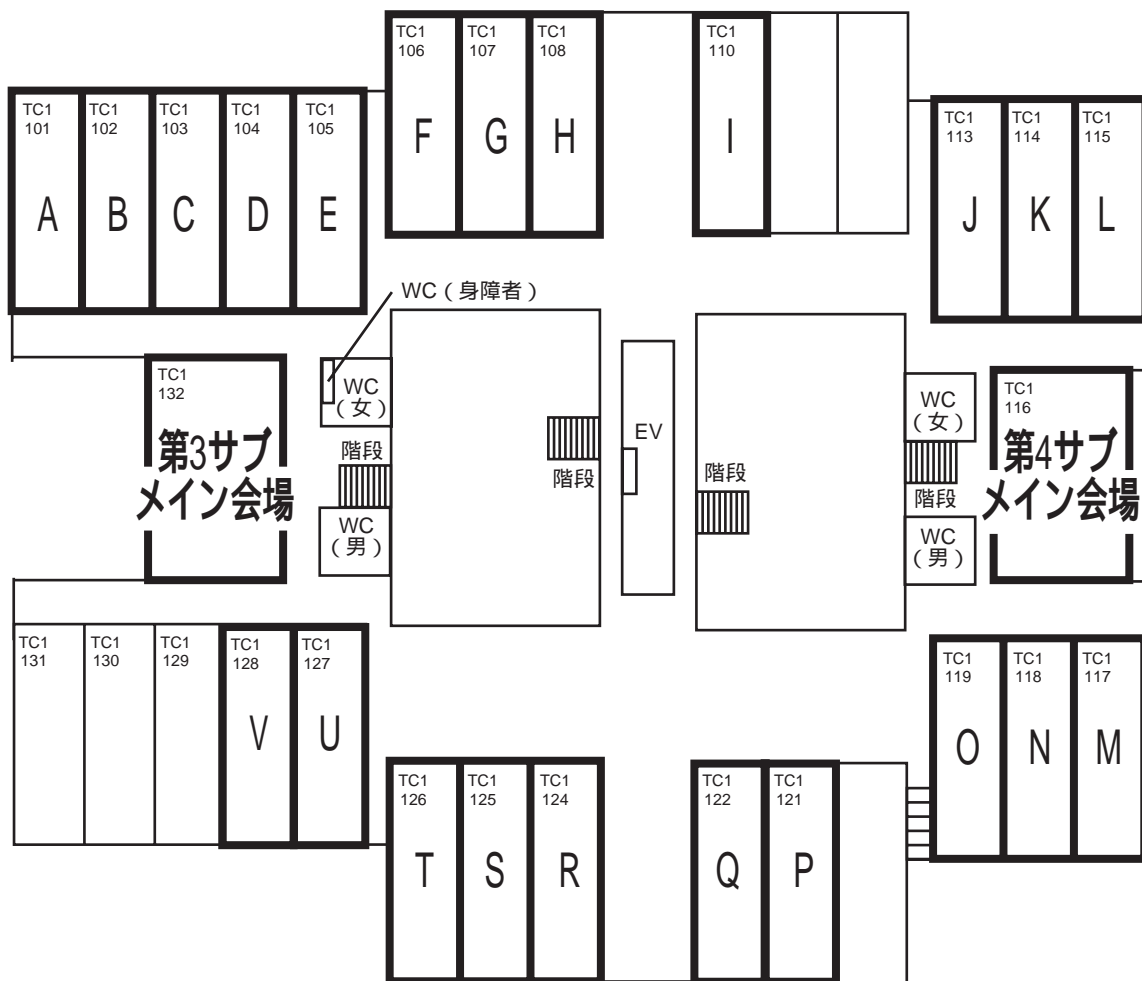 TC1
106
F
TC1
107
G
TC1
108
H
TC1
110
I
TC1
101
A
TC1
102
B
TC1
103
C
TC1
104
D
TC1
105
E
TC1
113
J
TC1
114
K
TC1
115
L
WC(身障者)
TC1
132
第3サブ
メイン会場
WC
(女)
階段
WC
(男)
階段
EV
階段
WC
(女)
階段
WC
(男)
TC1
116
第4サブ
メイン会場
TC1
131
TC1
130
TC1
129
TC1
128
V
TC1
127
U
TC1
119
O
TC1
118
N
TC1
117
M
TC1
126
T
TC1
125
S
TC1
124
R
TC1
122
Q
TC1
121
P